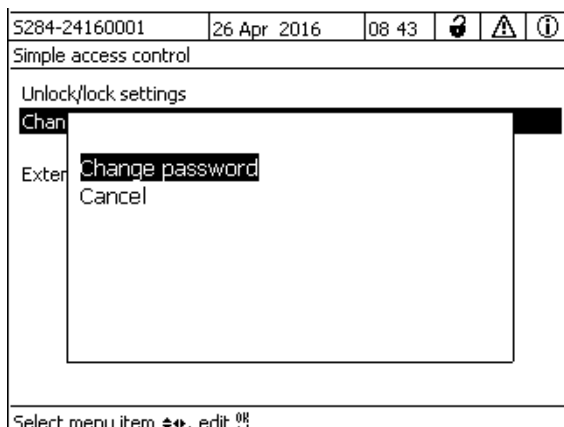 S284-24160001 26 Apr 2016 08 43
Simple access control
Unlock/lock settings
Chan
Exter
Change password
Cancel
Select menu item , edit OK